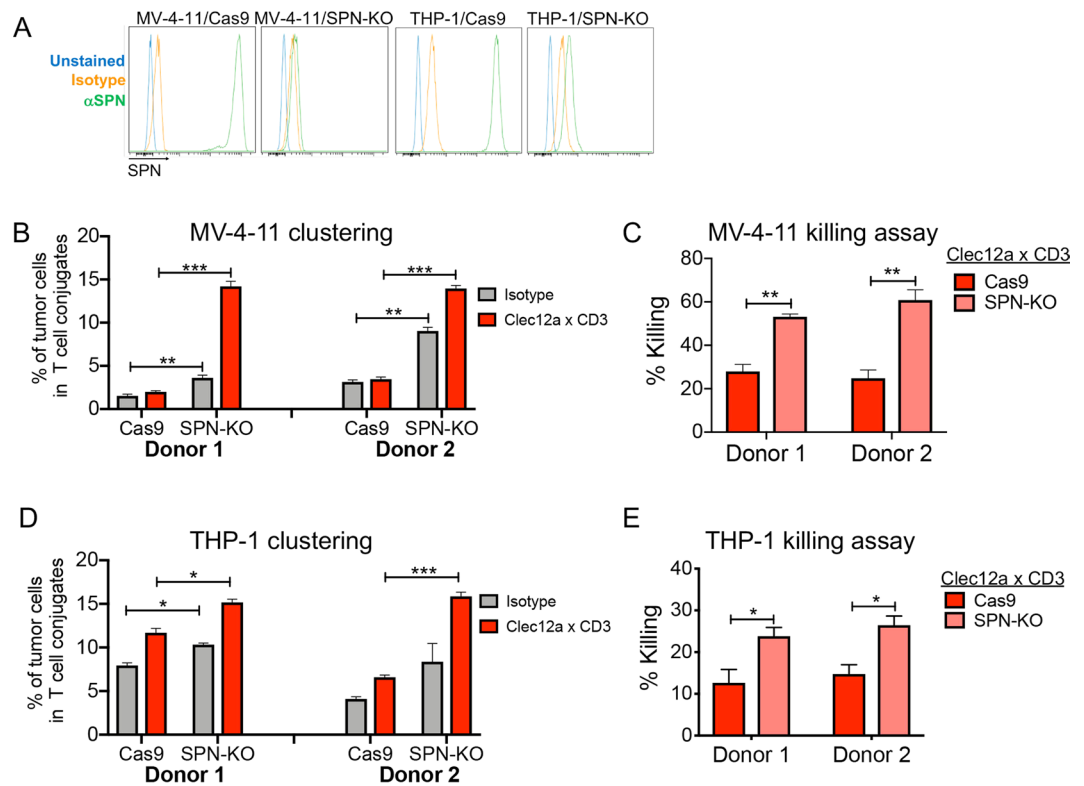 A
MV-4-11/Cas9 MV-4-11/SPN-KO THP-1/Cas9 THP-1/SPN-KO
Unstained
Isotype
αSPN
SPN
B
MV-4-11 clustering
% of tumor cells
in T cell conjugates
20
15
10
5
0
*** ***
** **
Isotype
Clec12a x CD3
Cas9 SPN-KO Cas9 SPN-KO
Donor 1 Donor 2
C
MV-4-11 killing assay
Clec12a x CD3
Cas9
SPN-KO
% Killing
80
60
40
20
0
** **
Donor 1 Donor 2
D
THP-1 clustering
% of tumor cells
in T cell conjugates
20
15
10
5
0
* ***
*
Isotype
Clec12a x CD3
Cas9 SPN-KO Cas9 SPN-KO
Donor 1 Donor 2
E
THP-1 killing assay
Clec12a x CD3
Cas9
SPN-KO
% Killing
40
30
20
10
0
* *
Donor 1 Donor 2